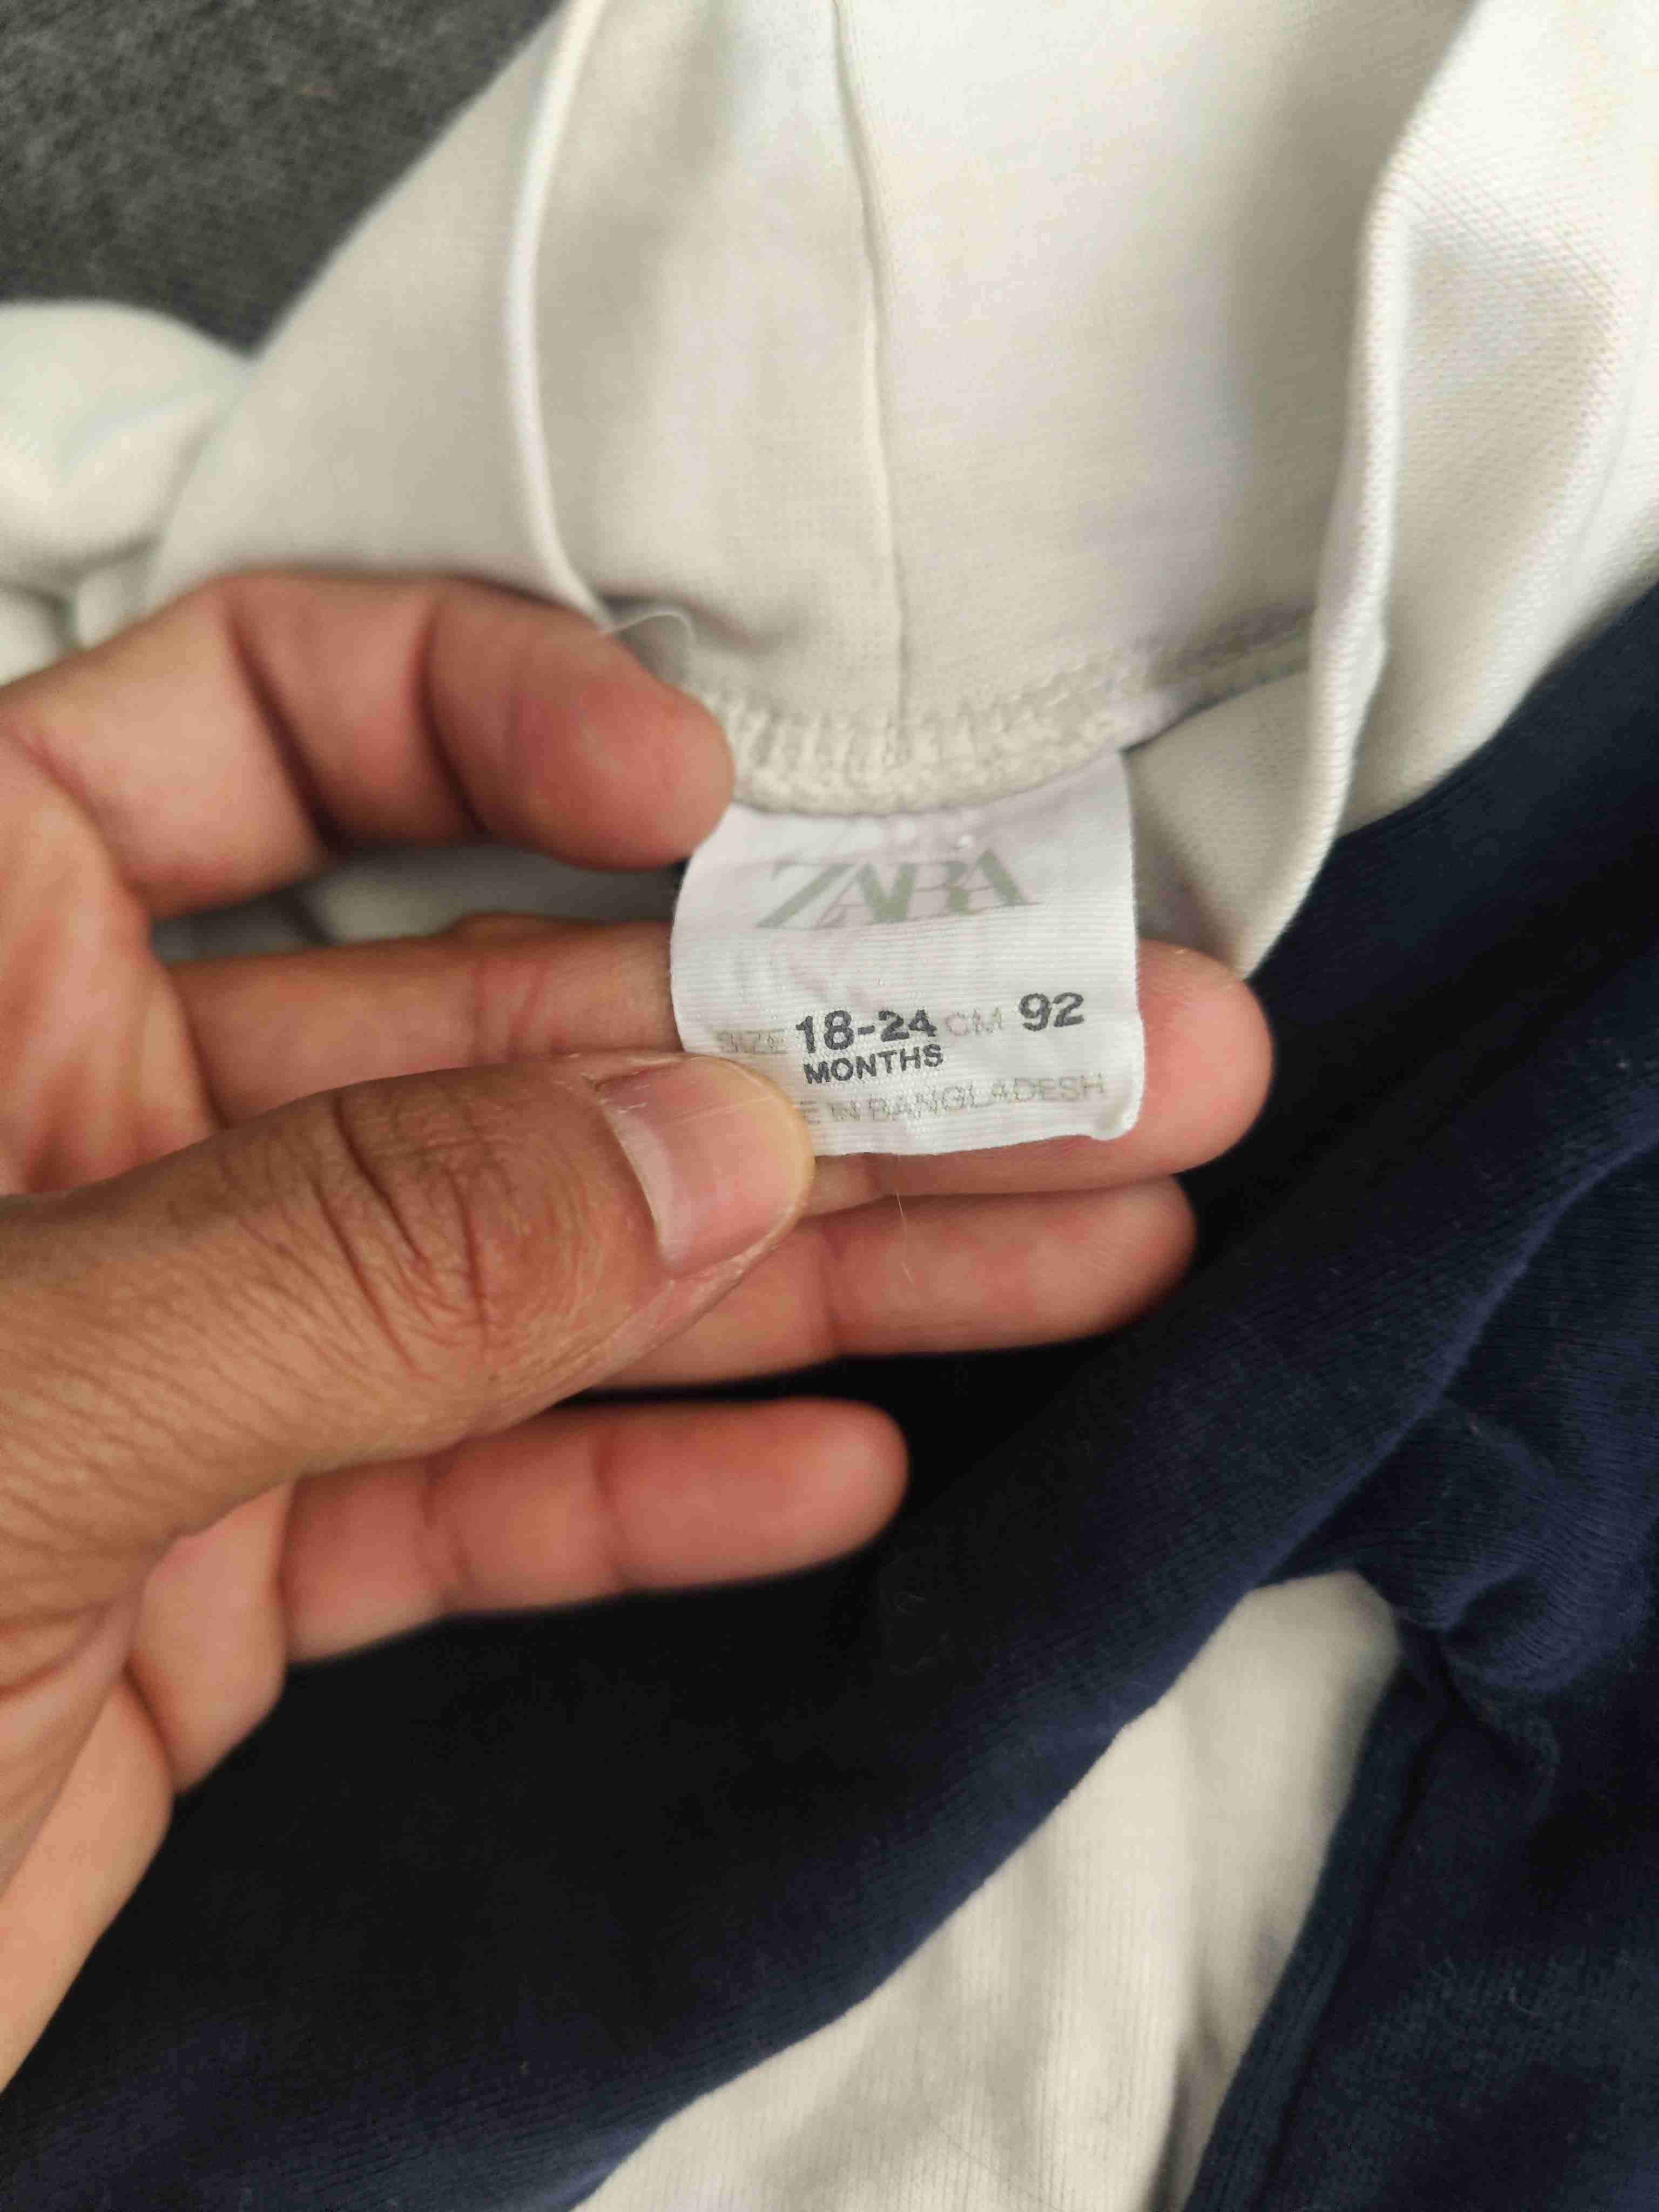 ZARA
SIZE 18-24 CM 92
MONTHS
E IN BANGLADESH